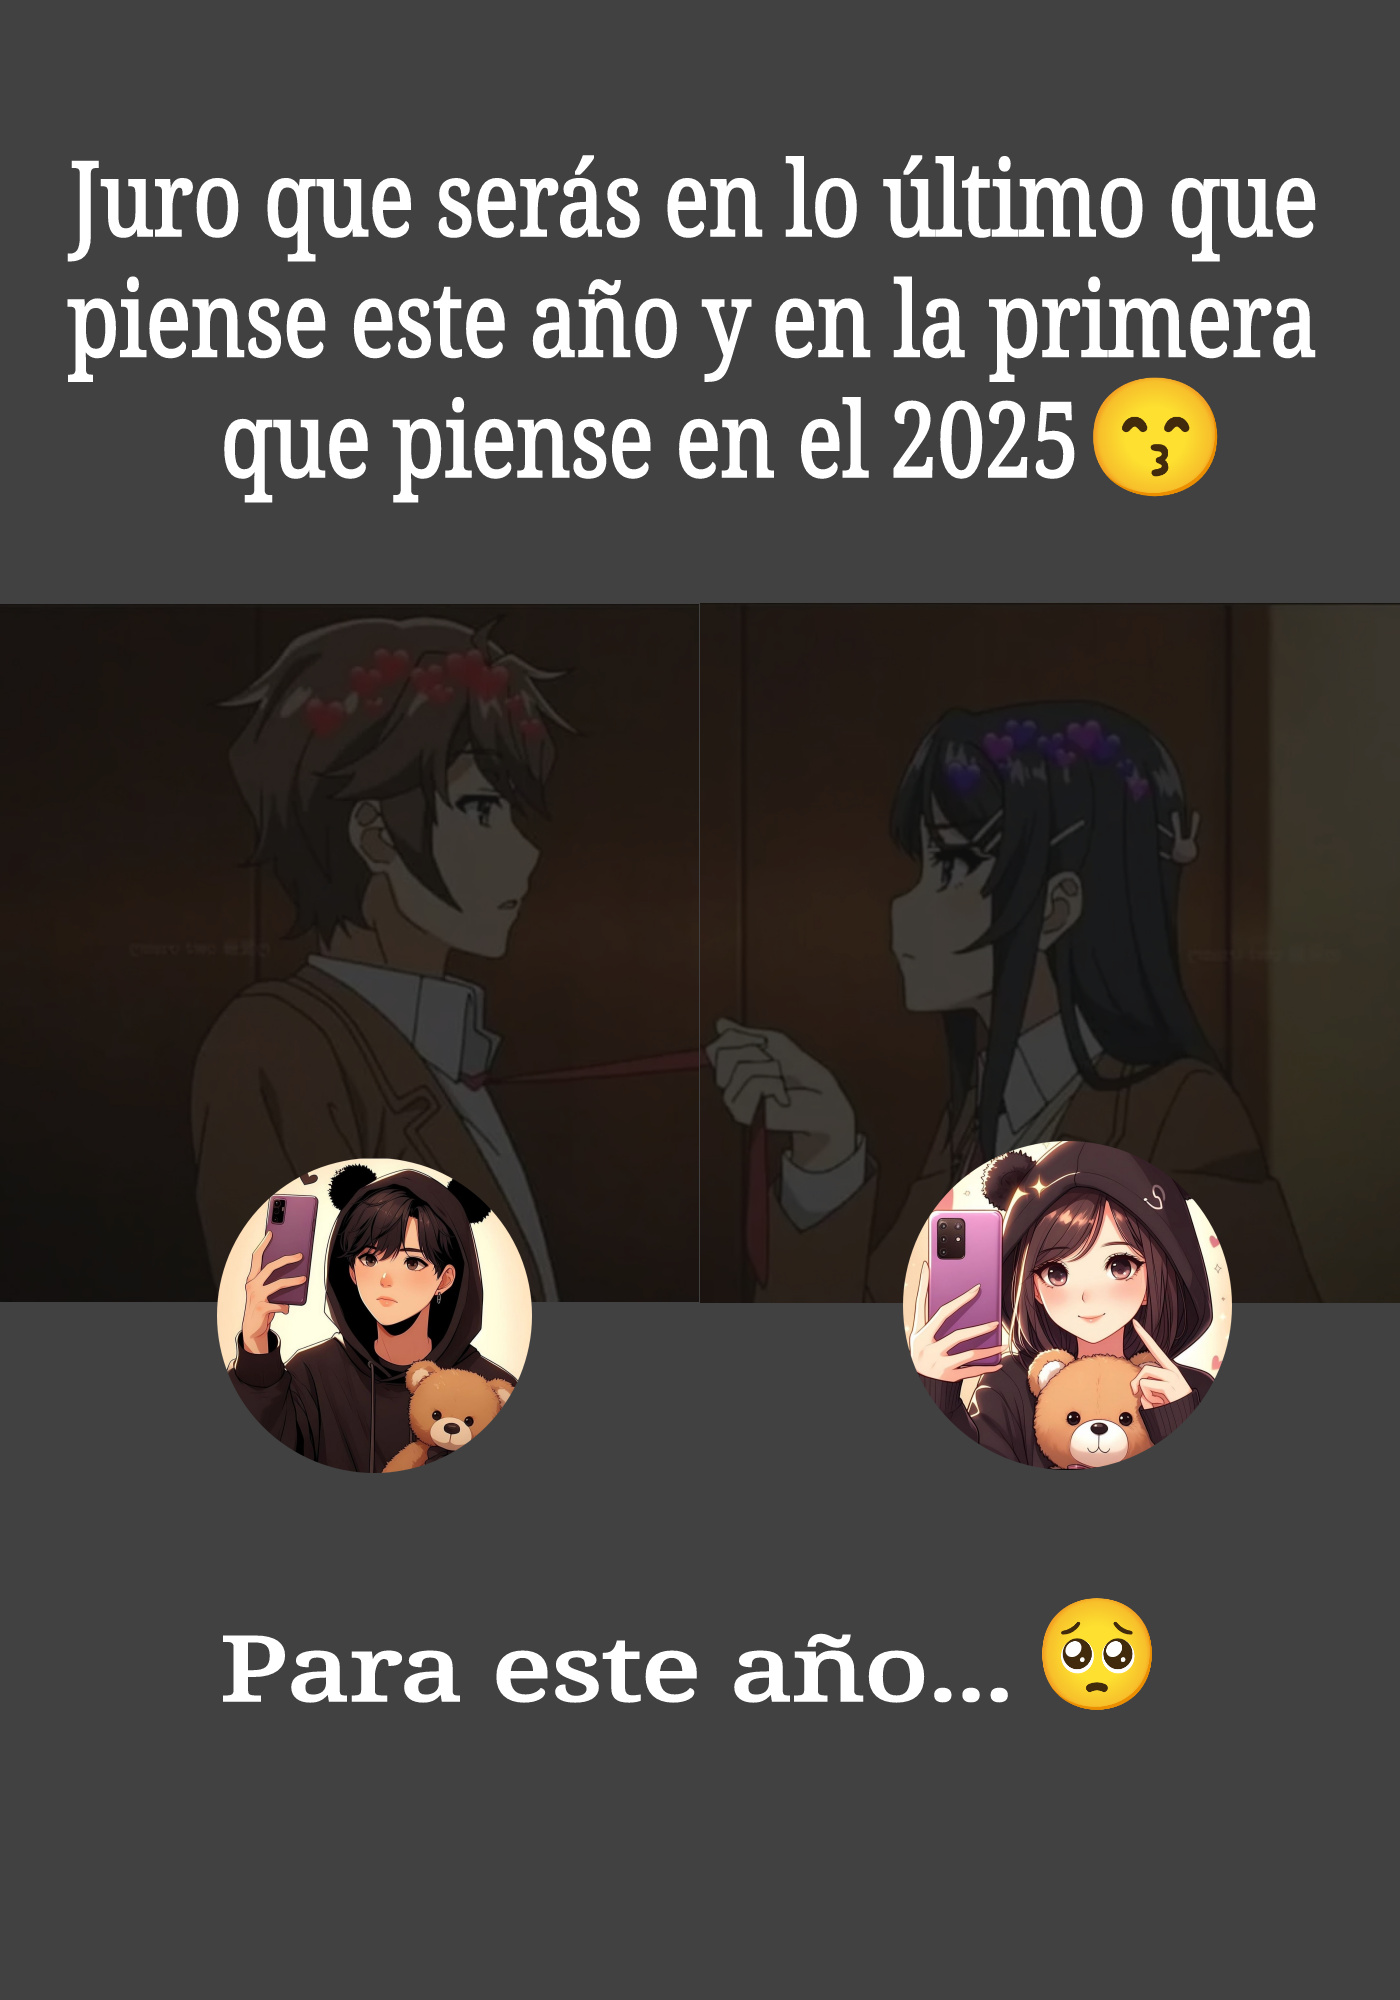 Juro que serás en lo último que
piense este año y en la primera
que piense en el 2025😙
Para este año... 🥺